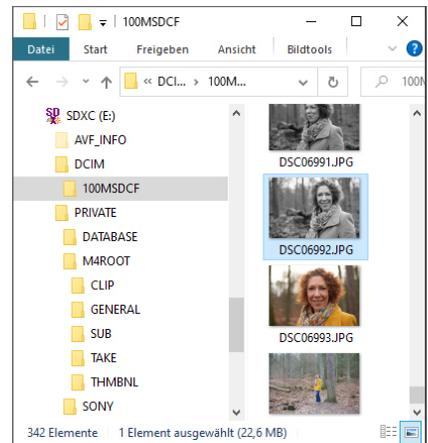 100MSDCF
Datei Start Freigeben Ansicht Bildtools
« DCI... › 100M...
100M
SDXC (E:)
AVF_INFO
DCIM
100MSDCF
PRIVATE
DATABASE
M4ROOT
CLIP
GENERAL
SUB
TAKE
THMBNL
SONY
DSC06991.JPG
DSC06992.JPG
DSC06993.JPG
342 Elemente 1 Element ausgewählt (22,6 MB)